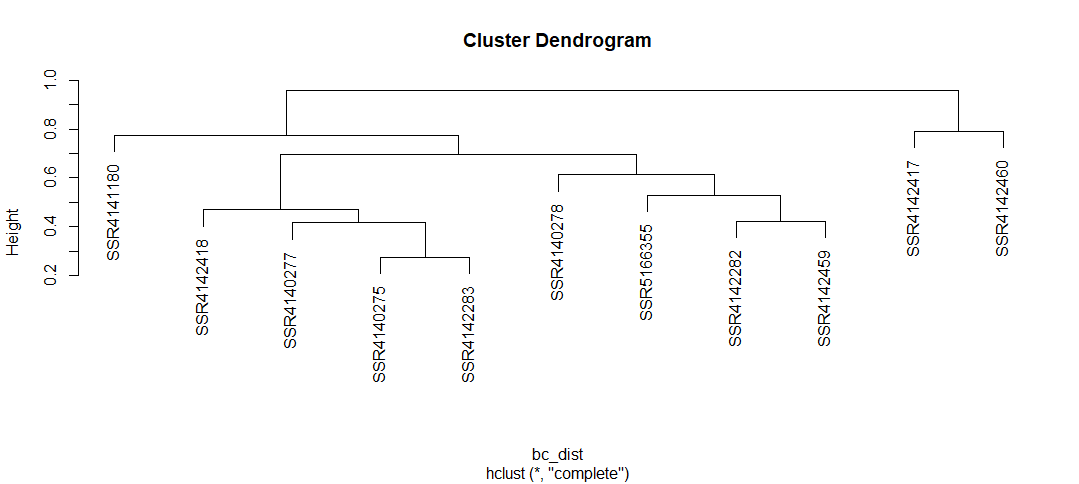 Cluster Dendrogram
Height
1.0
0.8
0.6
0.4
0.2
SSR4141180
SSR4142418
SSR4140277
SSR4140275
SSR4142283
SSR4140278
SSR5166355
SSR4142282
SSR4142459
SSR4142417
SSR4142460
bc_dist
hclust (*, "complete")